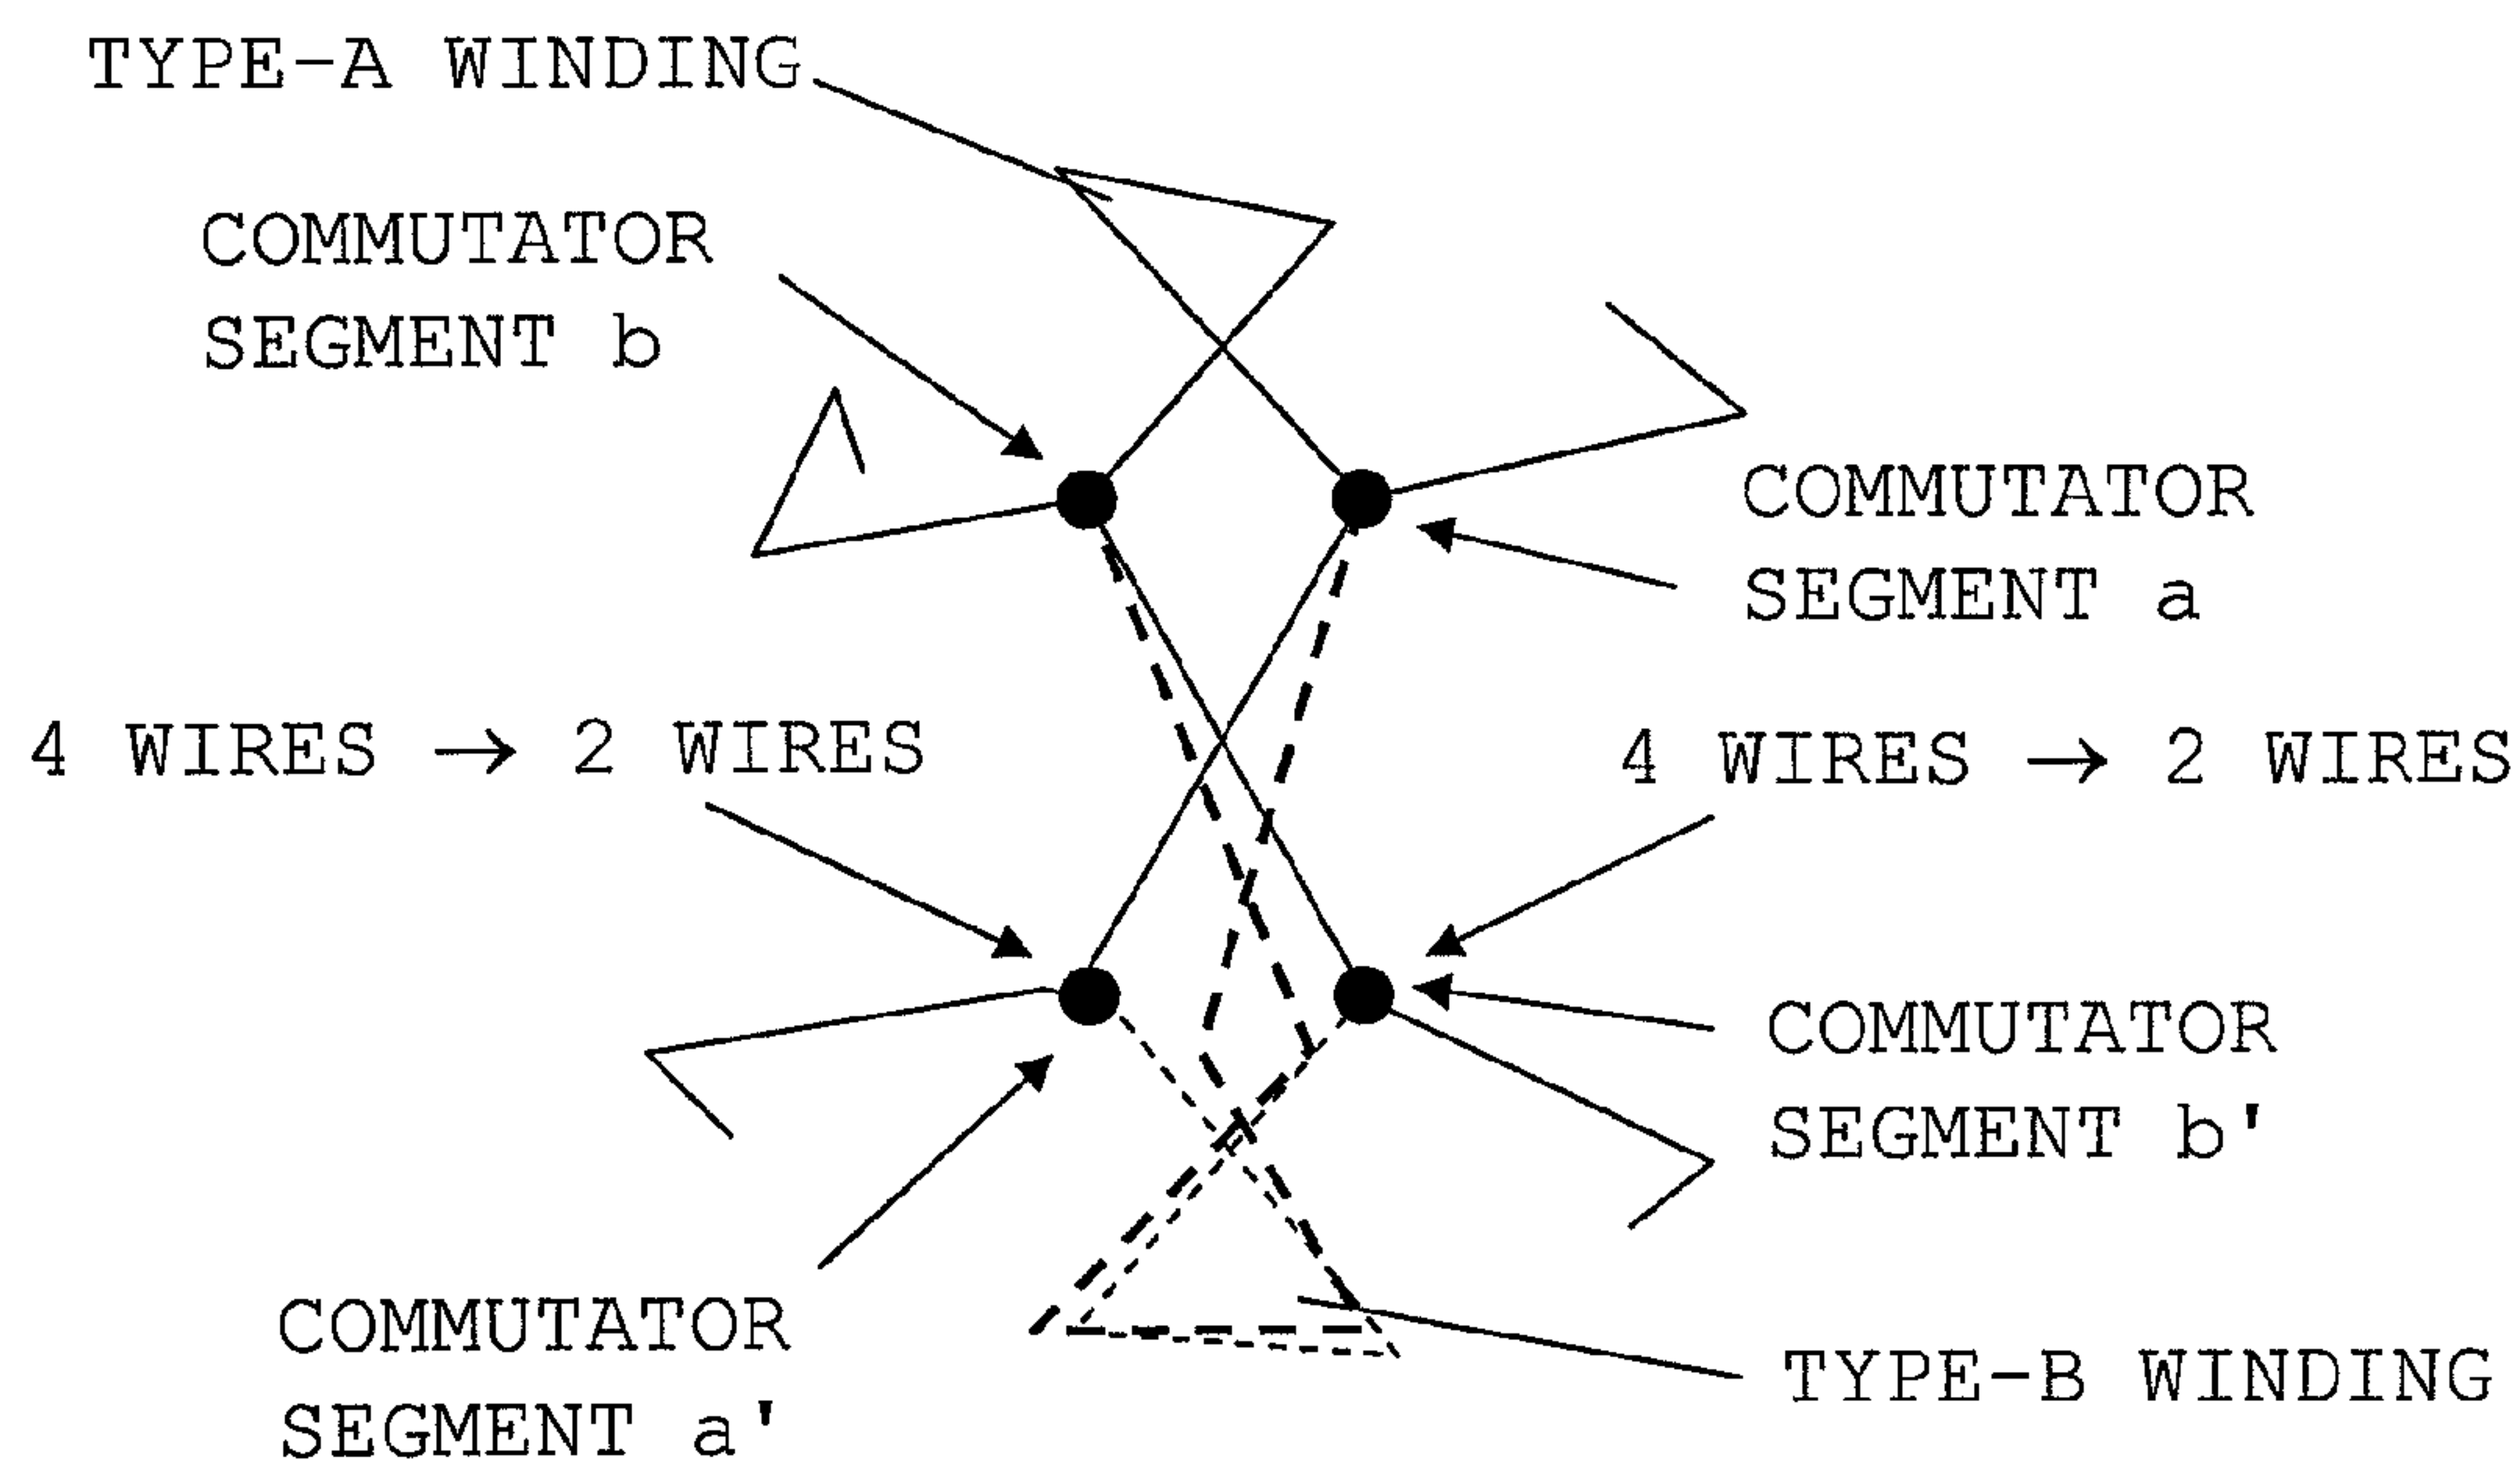 TYPE-A WINDING
COMMUTATOR
SEGMENT b
COMMUTATOR
SEGMENT a
4 WIRES → 2 WIRES
4 WIRES → 2 WIRES
COMMUTATOR
SEGMENT b'
COMMUTATOR
SEGMENT a'
TYPE-B WINDING